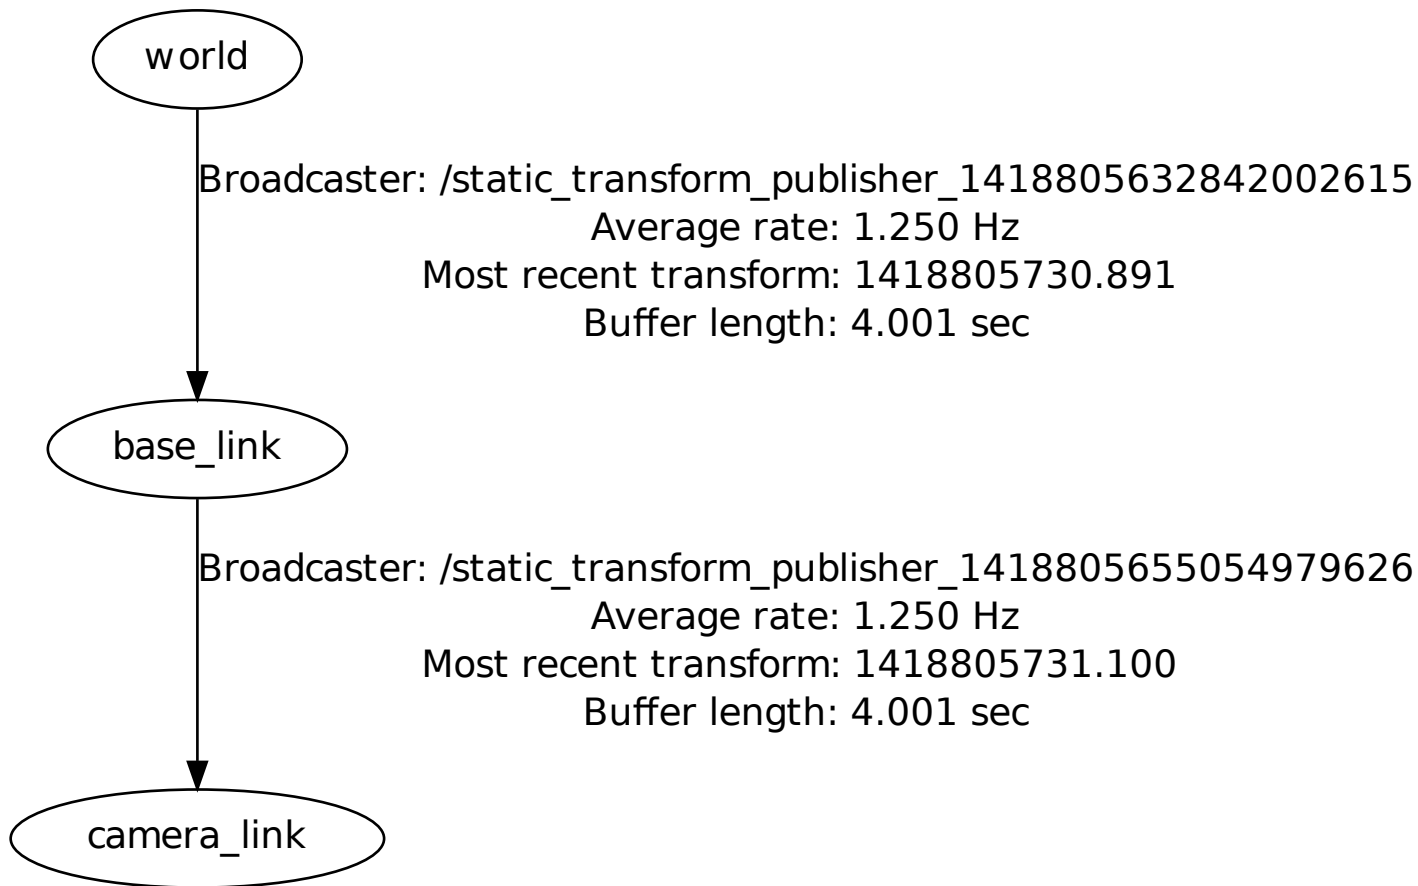 world
Broadcaster: /static_transform_publisher_1418805632842002615
Average rate: 1.250 Hz
Most recent transform: 1418805730.891
Buffer length: 4.001 sec
base_link
Broadcaster: /static_transform_publisher_1418805655054979626
Average rate: 1.250 Hz
Most recent transform: 1418805731.100
Buffer length: 4.001 sec
camera_link